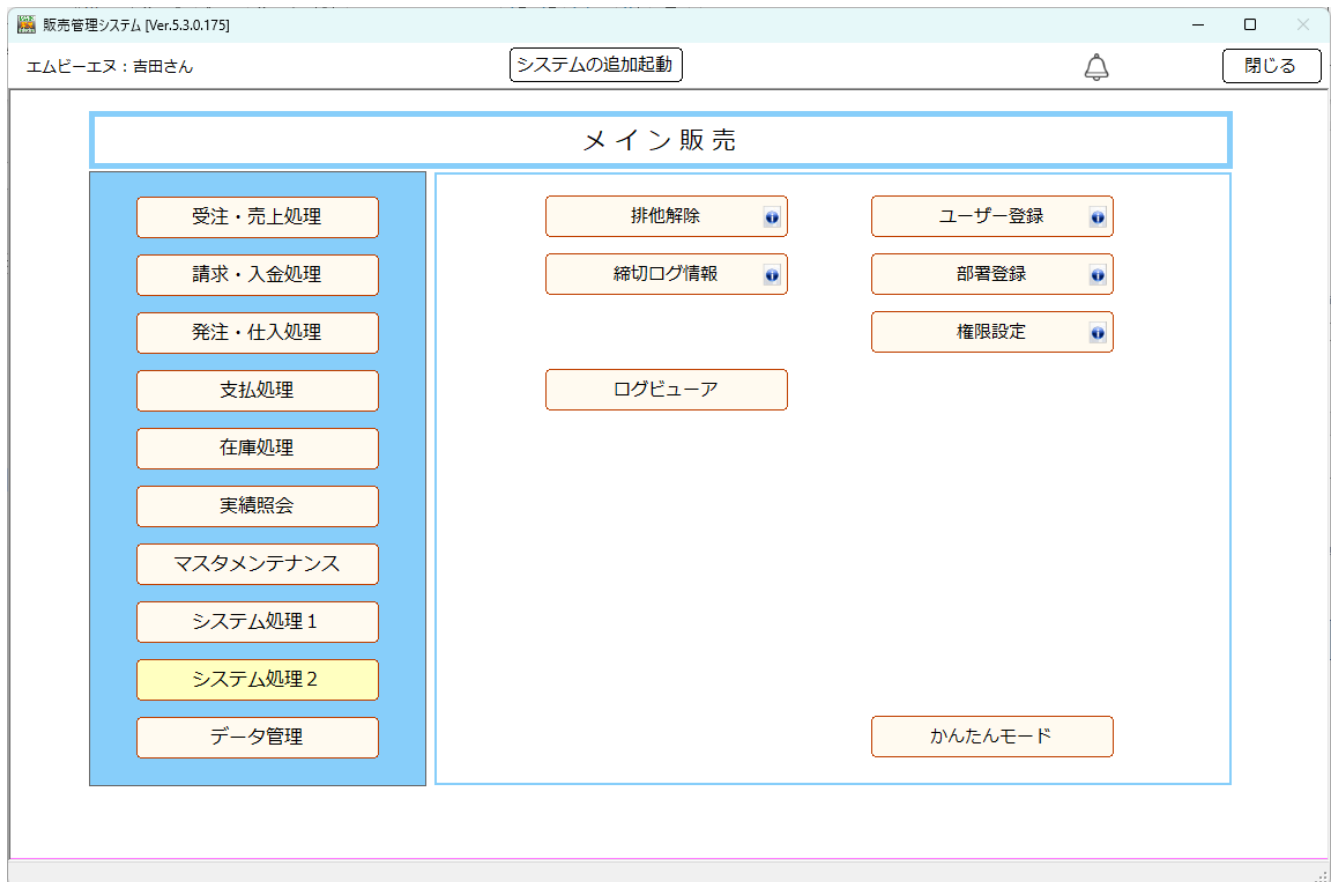 販売管理システム [Ver.5.3.0.175]
エムビーエヌ：吉田さん
システムの追加起動
閉じる
メイン販売
受注・売上処理
請求・入金処理
発注・仕入処理
支払処理
在庫処理
実績照会
マスタメンテナンス
システム処理１
システム処理２
データ管理
排他解除
ユーザー登録
締切ログ情報
部署登録
権限設定
ログビューア
かんたんモード